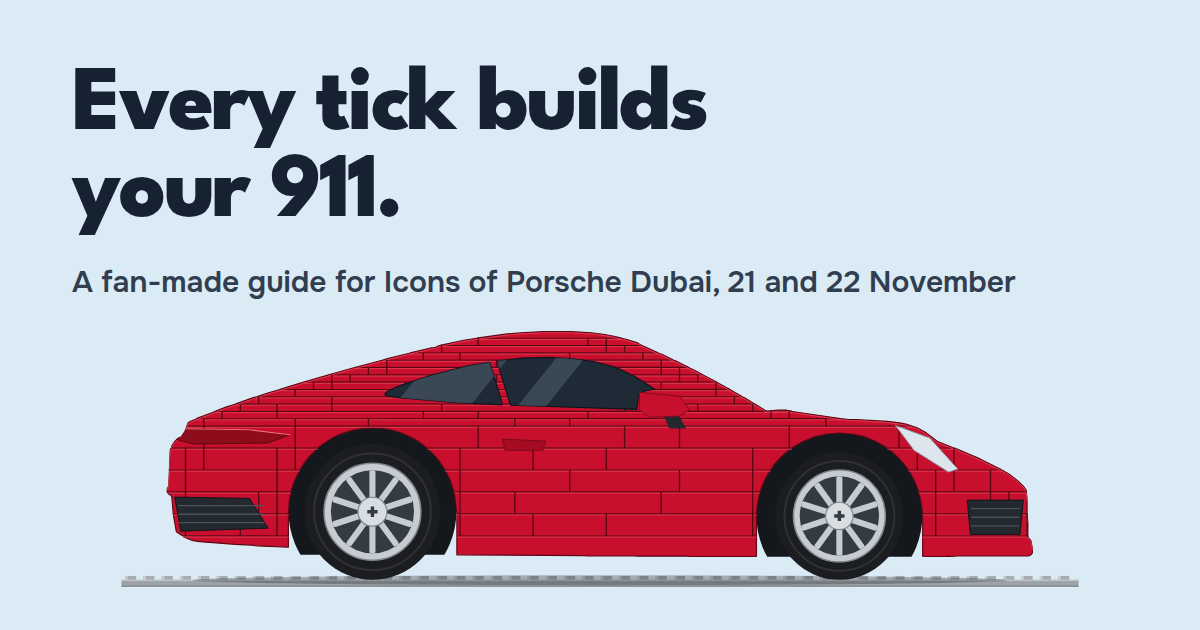 Every tick builds
your 911.
A fan-made guide for Icons of Porsche Dubai, 21 and 22 November